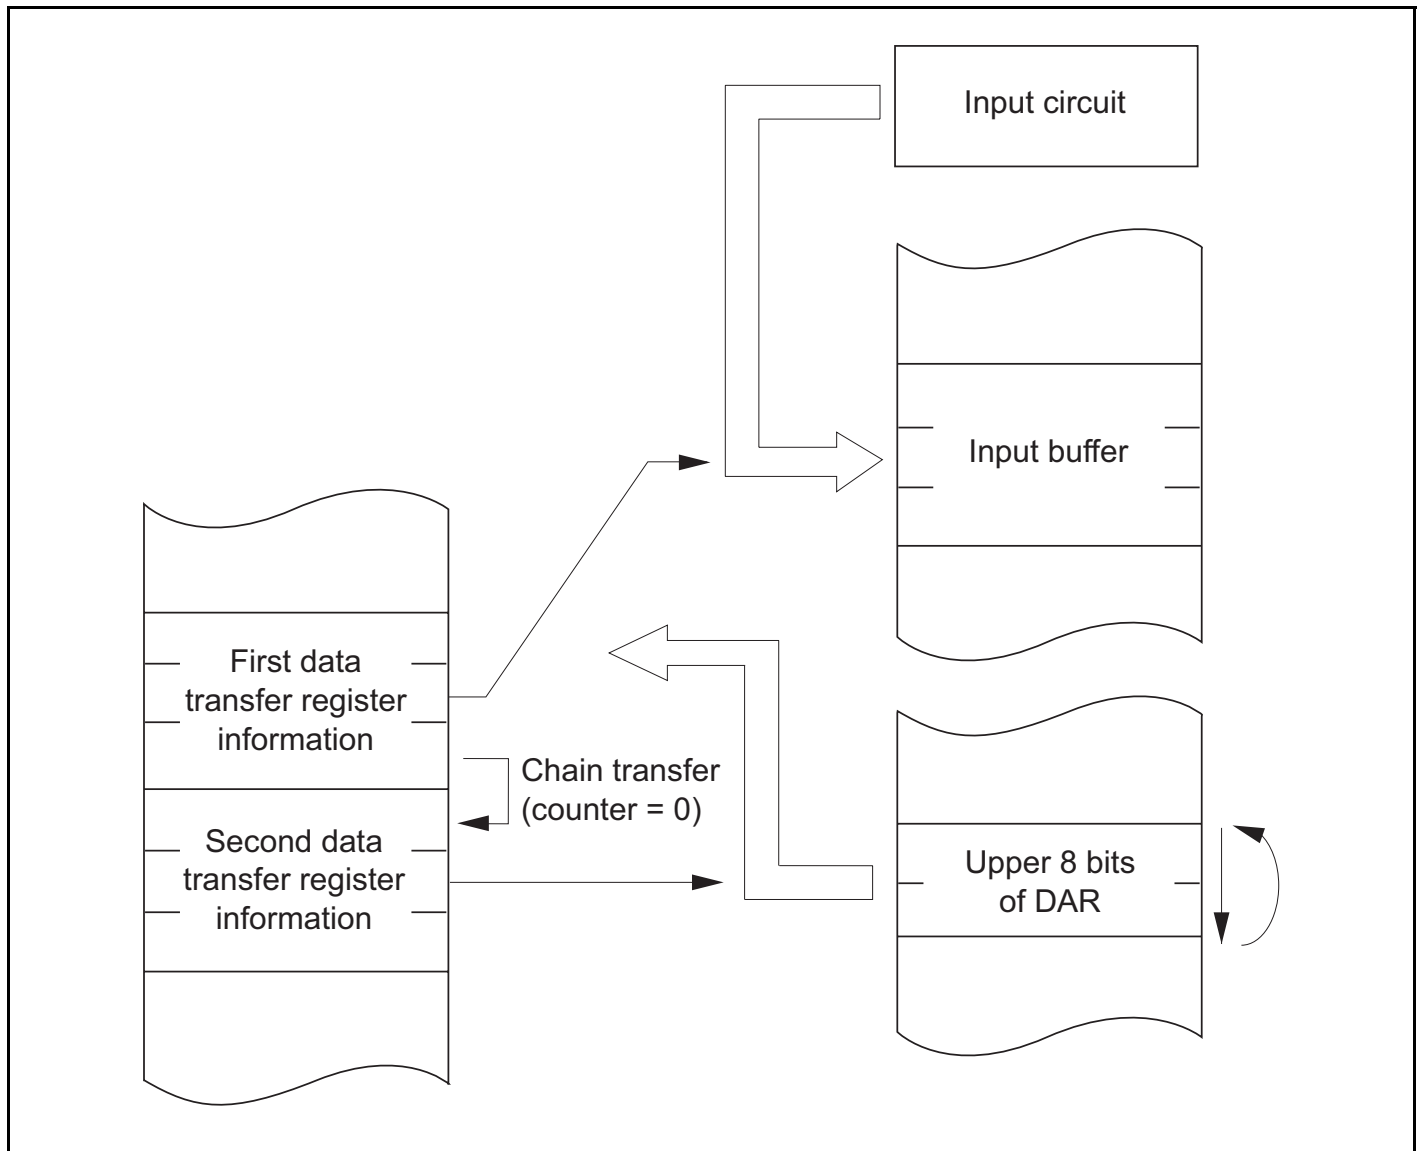 Input circuit
Input buffer
First data
transfer register
information
Chain transfer
(counter = 0)
Second data
transfer register
information
Upper 8 bits
of DAR